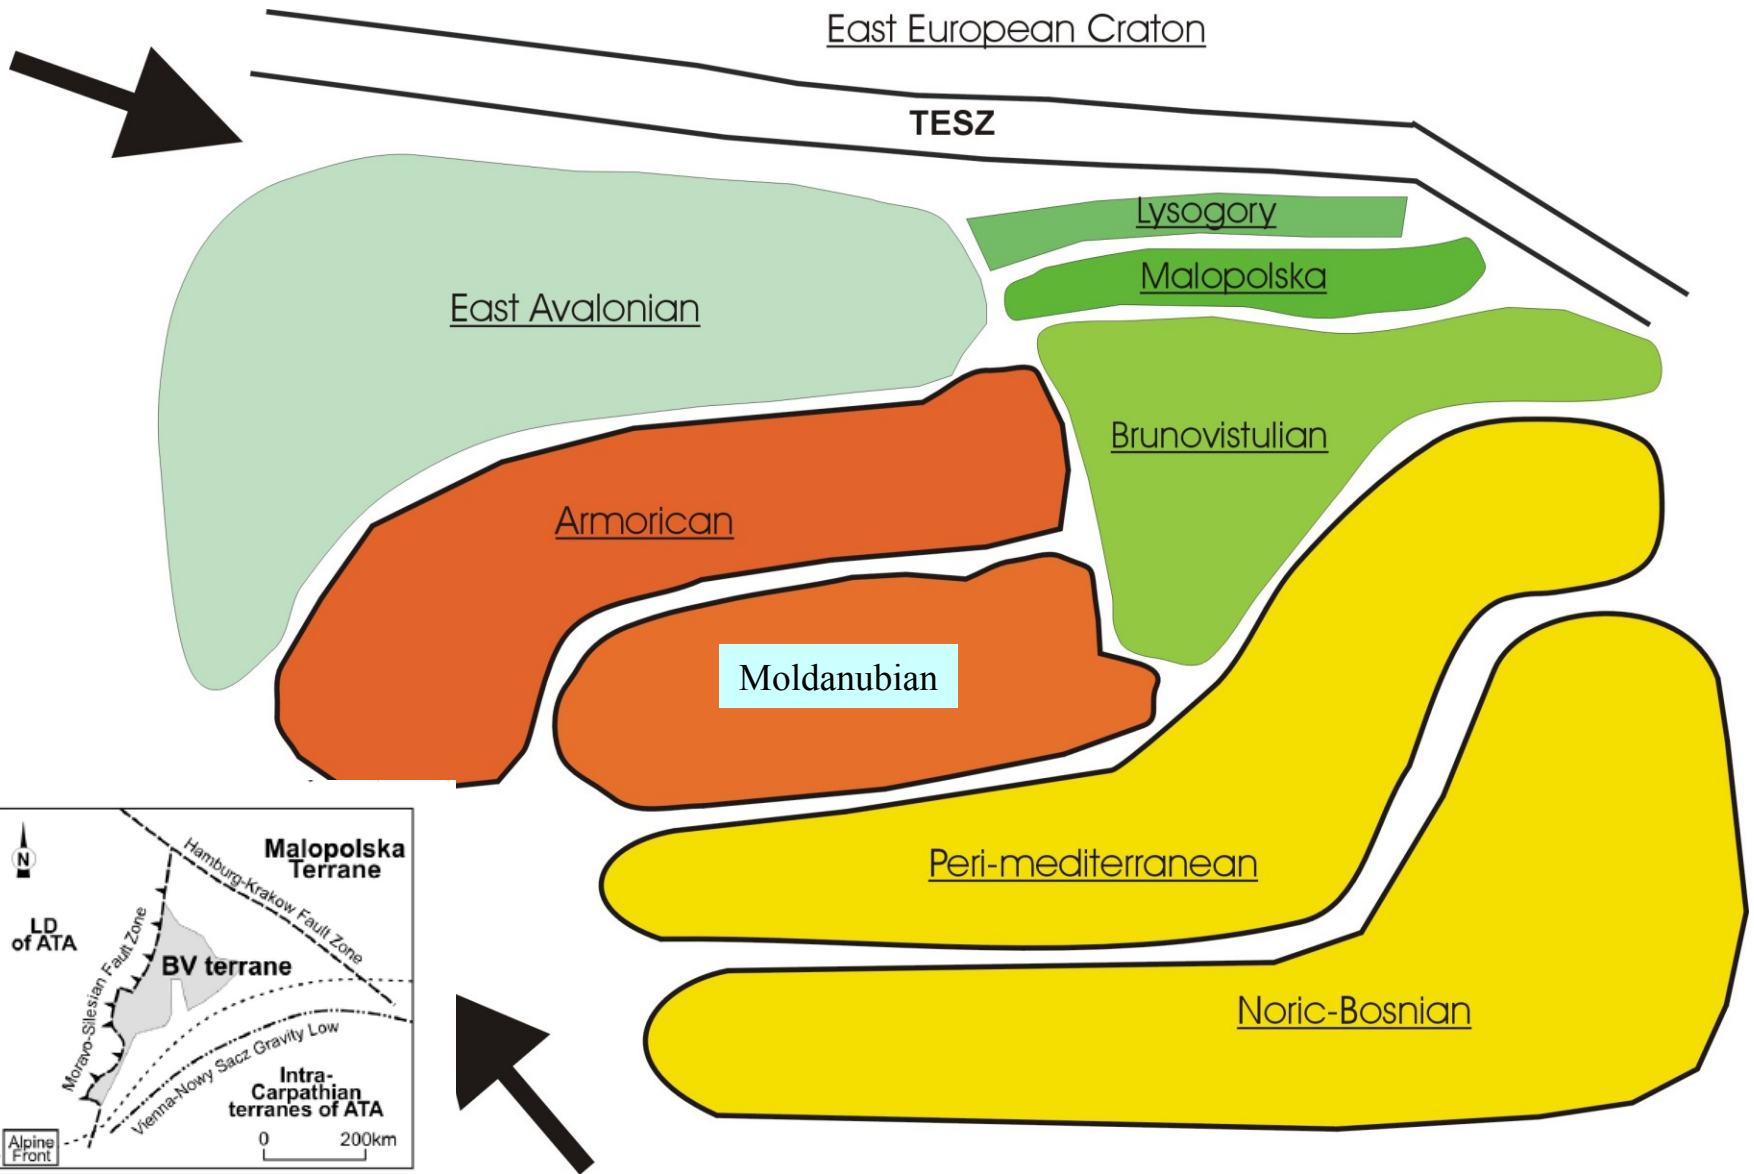 East European Craton
TESZ
Lysogory
Malopolska
East Avalonian
Brunovistulian
Armorican
Moldanubian
Peri-mediterranean
Noric-Bosnian
N
Hamburg-Krakow Fault Zone
Malopolska
Terrane
LD
of ATA
Moravo-Silesian Fault Zone
BV terrane
Vienna-Nowy Sacz Gravity Low
Intra-
Carpathian
terranes of ATA
Alpine
Front
0 200km